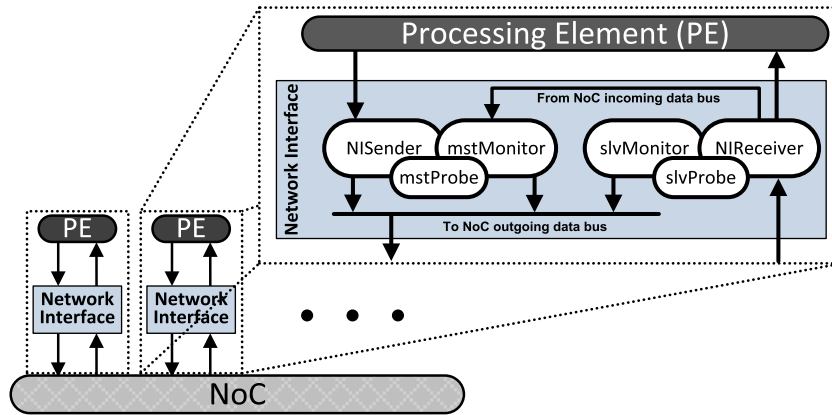 Processing Element (PE)
Network Interface
From NoC incoming data bus
NISender
mstMonitor
slvMonitor
NIReceiver
mstProbe
slvProbe
To NoC outgoing data bus
PE
PE
Network
Interface
Network
Interface
NoC